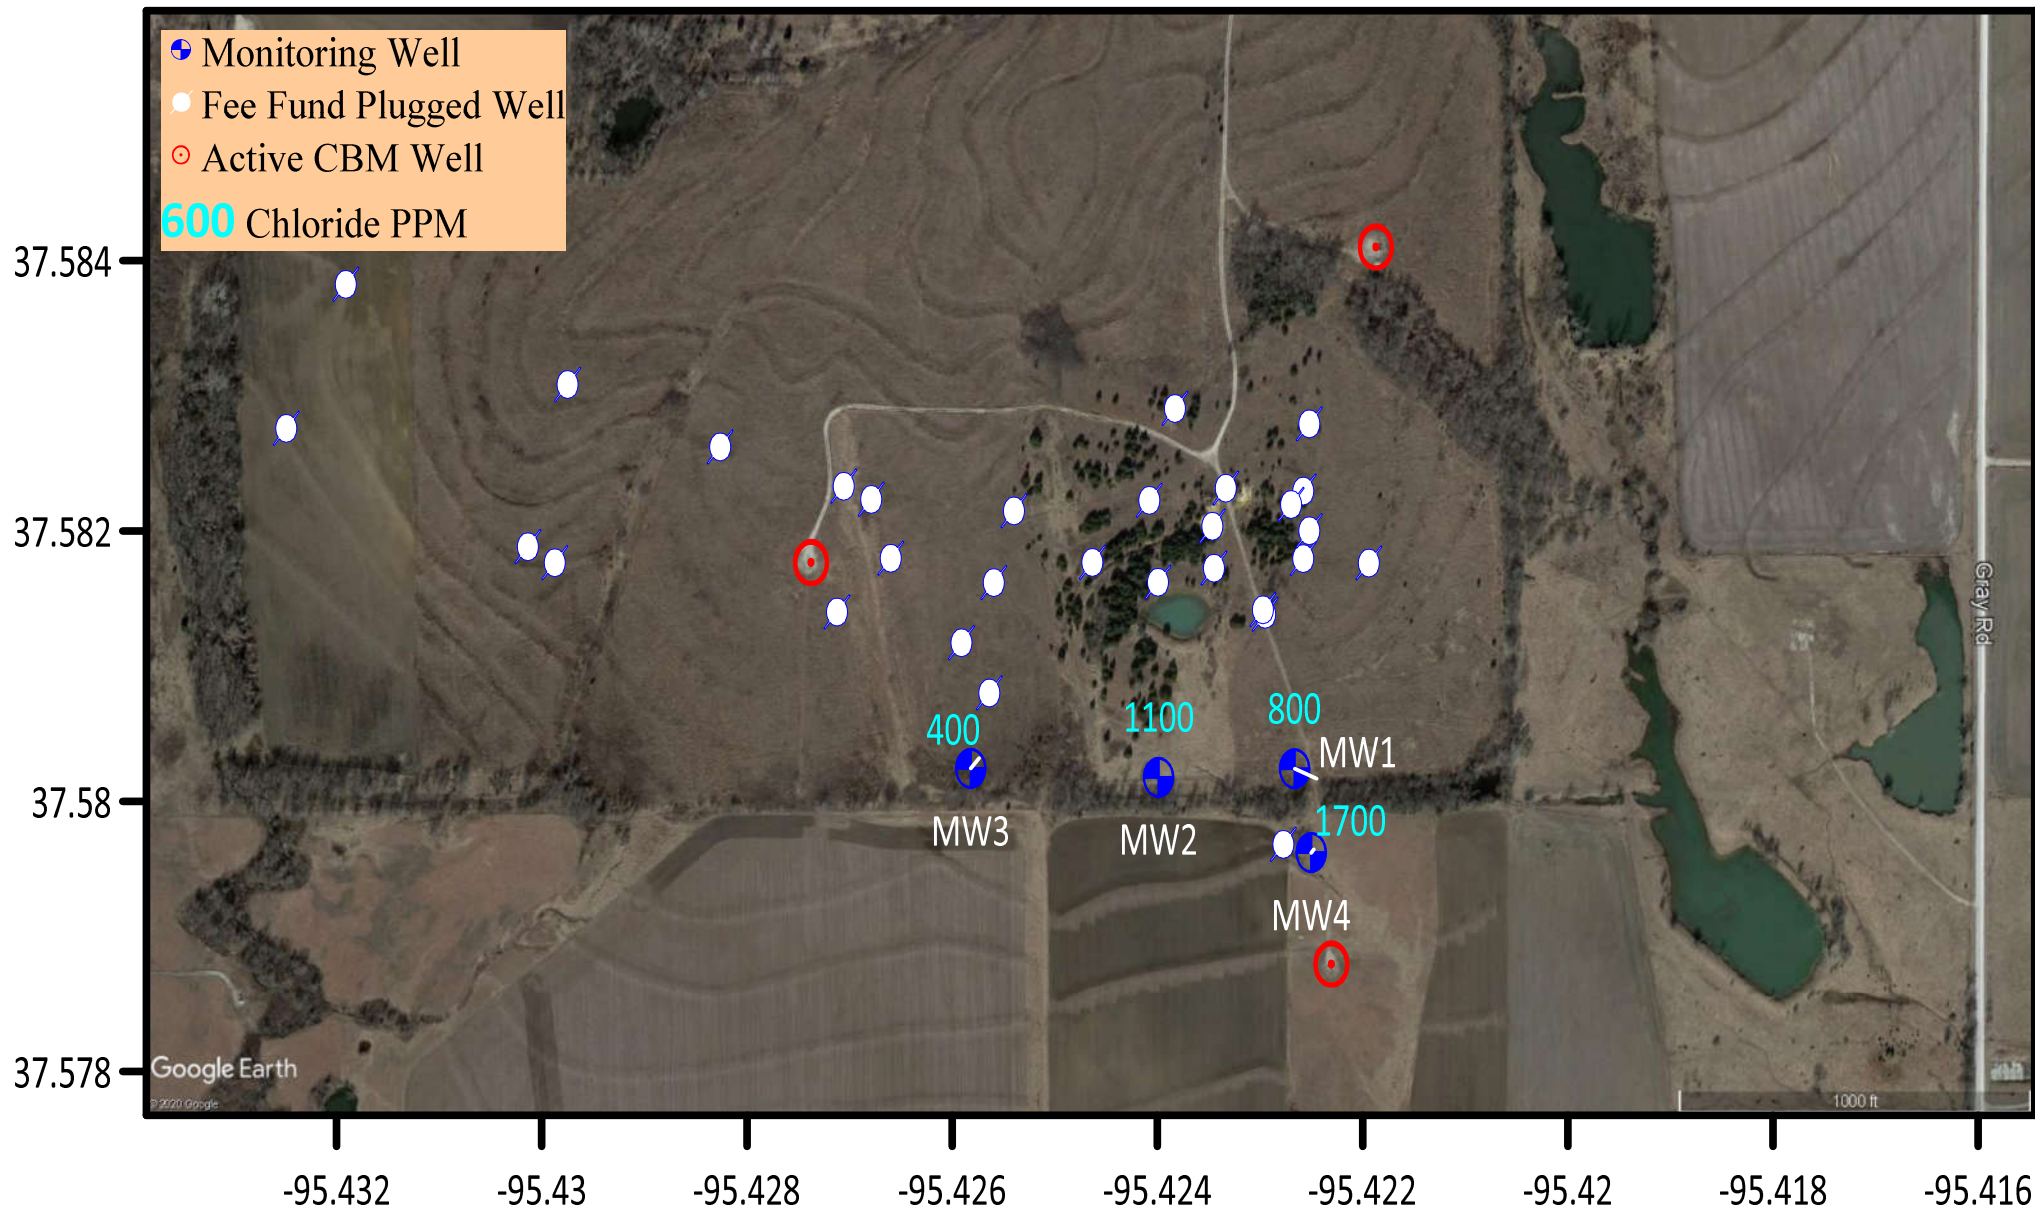 Monitoring Well
Fee Fund Plugged Well
Active CBM Well
600 Chloride PPM
37.584
37.582
Gray Rd
400
1100
800
MW1
37.58
MW3
MW2
1700
MW4
37.578
Google Earth
© 2020 Google
1000 ft
-95.432
-95.43
-95.428
-95.426
-95.424
-95.422
-95.42
-95.418
-95.416